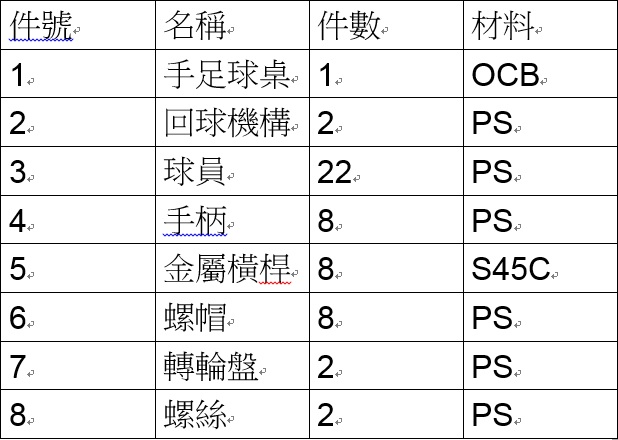 件號 名稱 件數 材料
1 手足球桌 1 OCB
2 回球機構 2 PS
3 球員 22 PS
4 手柄 8 PS
5 金屬橫桿 8 S45C
6 螺帽 8 PS
7 轉輪盤 2 PS
8 螺絲 2 PS